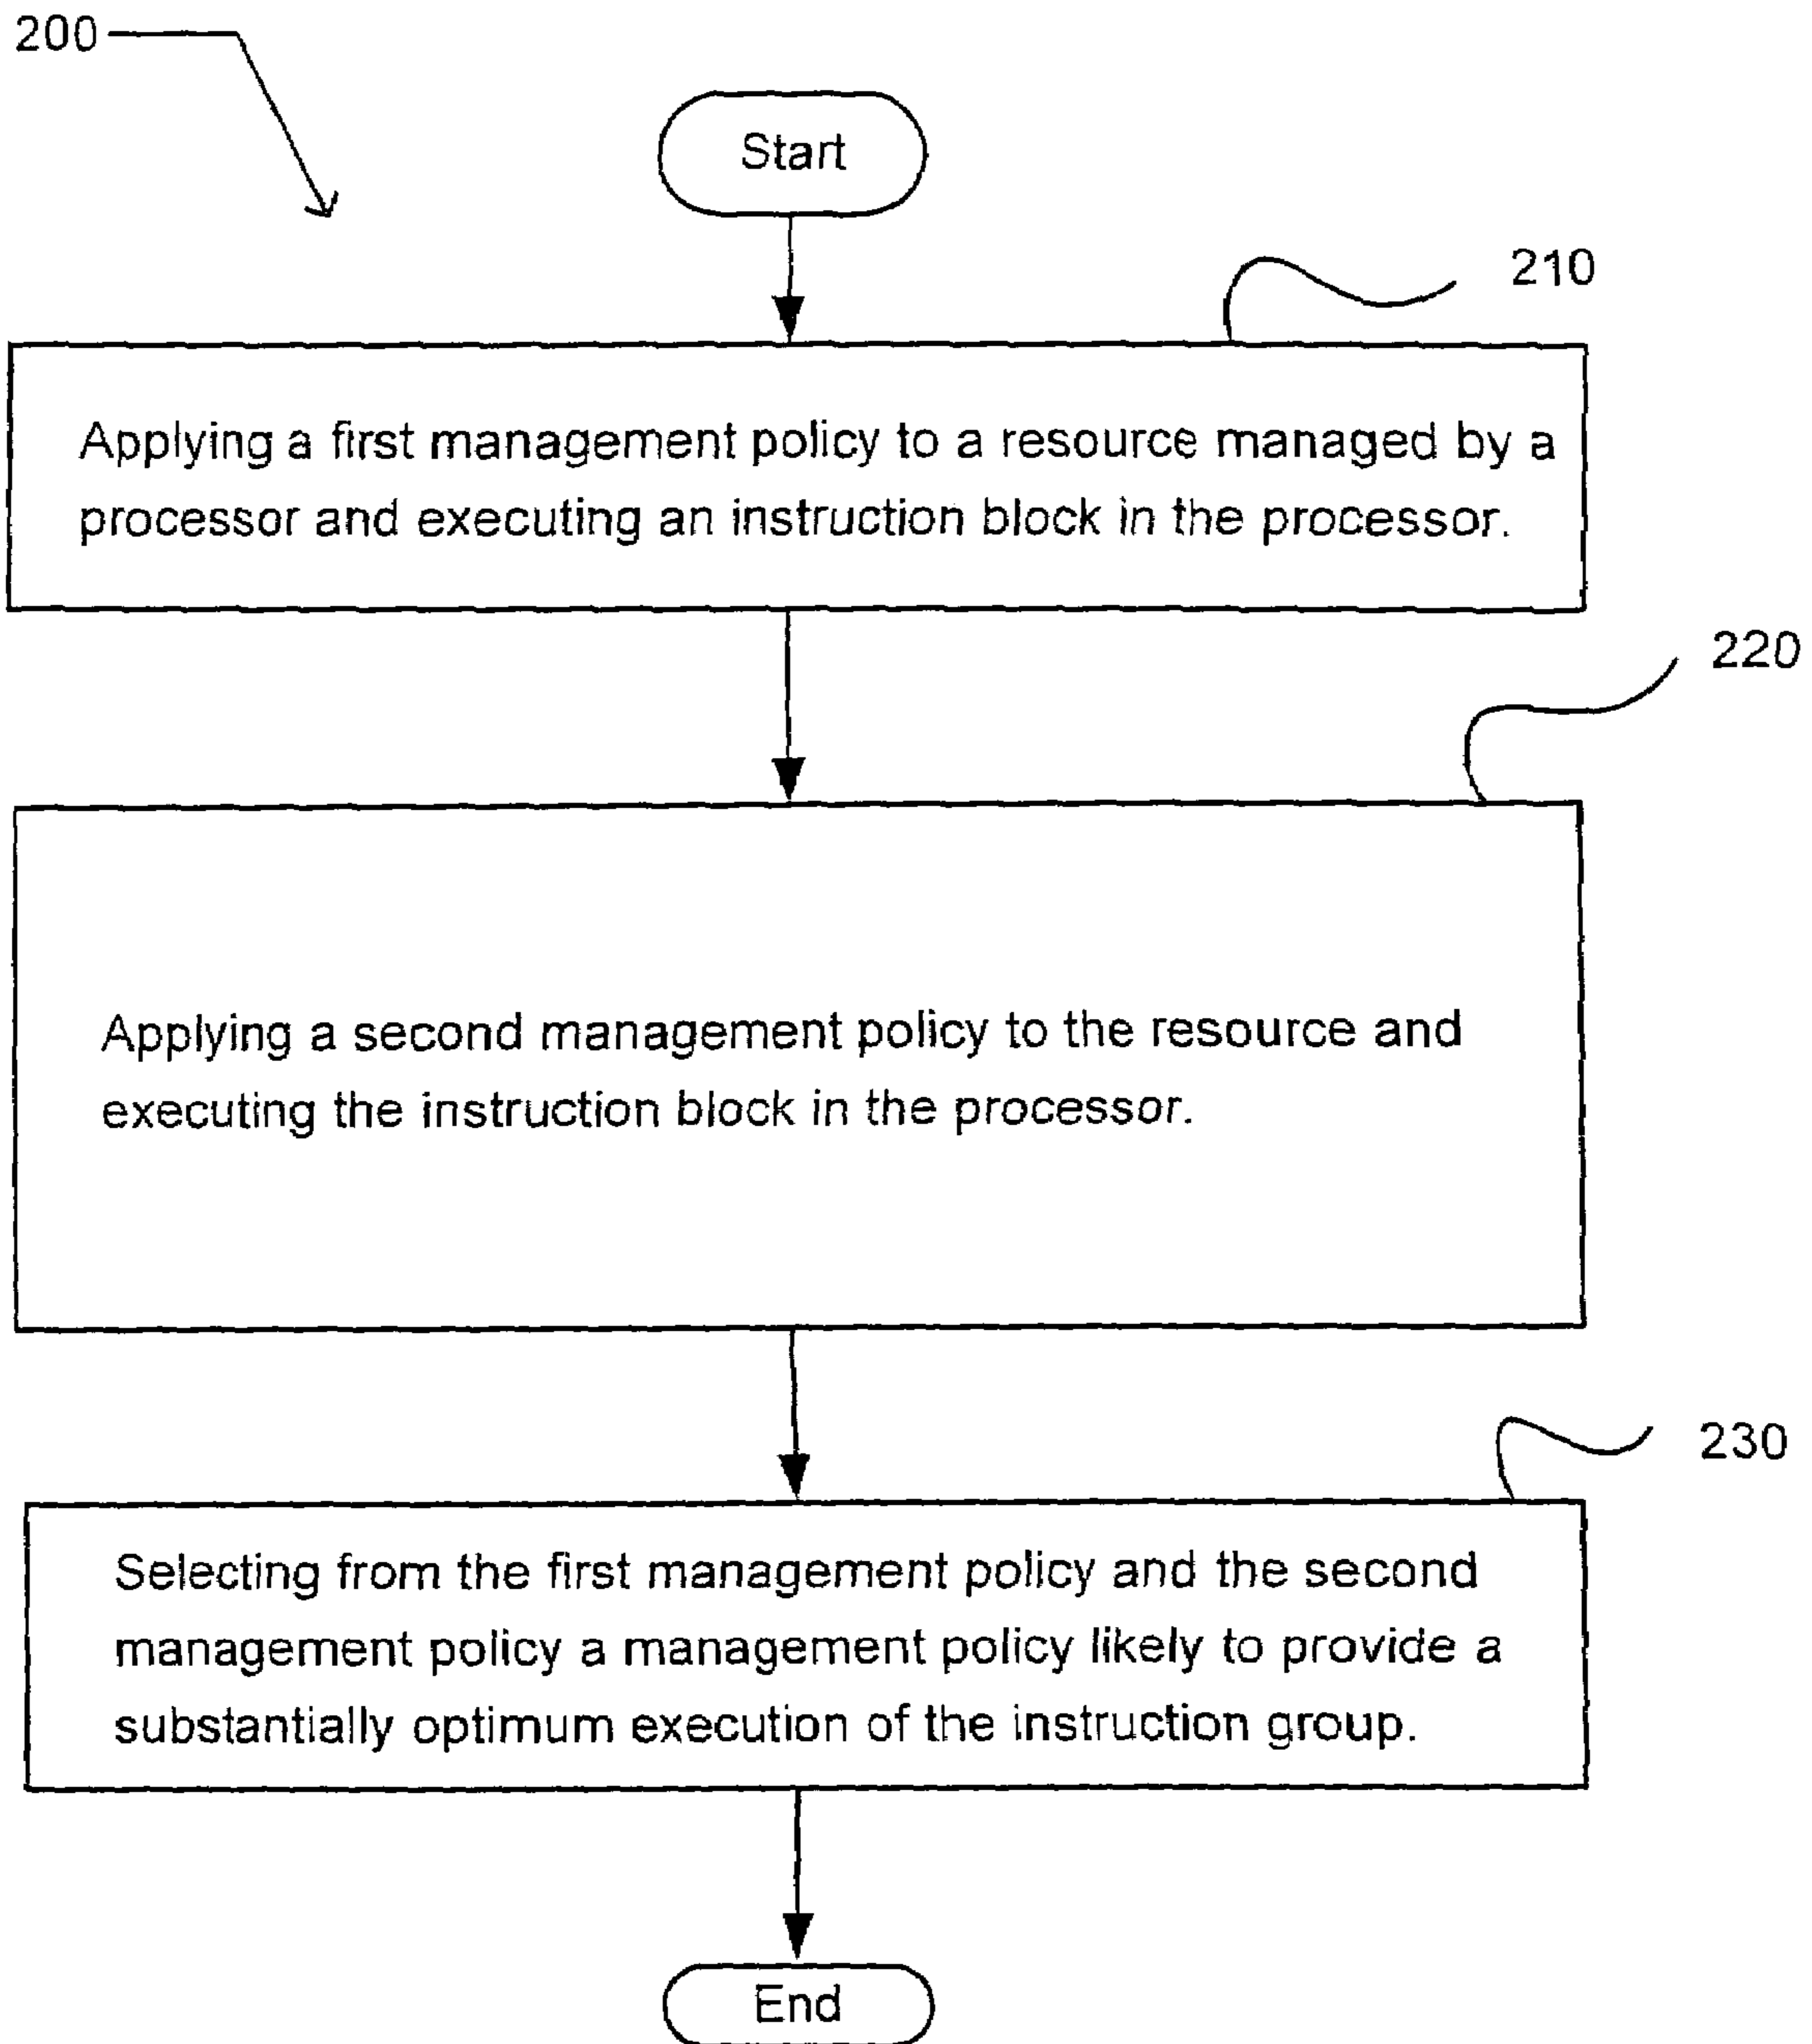 200
Start
210
Applying a first management policy to a resource managed by a
processor and executing an instruction block in the processor.
220
Applying a second management policy to the resource and
executing the instruction block in the processor.
230
Selecting from the first management policy and the second
management policy a management policy likely to provide a
substantially optimum execution of the instruction group.
End